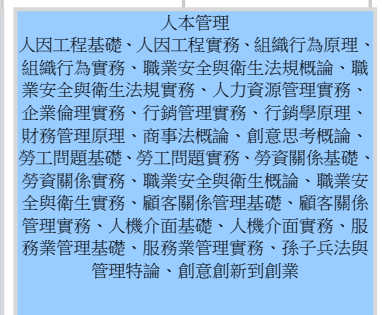 人本管理
人因工程基礎、人因工程實務、組織行為原理、
組織行為實務、職業安全與衛生法規概論、職
業安全與衛生法規實務、人力資源管理實務、
企業倫理實務、行銷管理實務、行銷學原理、
財務管理原理、商事法概論、創意思考概論、
勞工問題基礎、勞工問題實務、勞資關係基礎、
勞資關係實務、職業安全與衛生概論、職業安
全與衛生實務、顧客關係管理基礎、顧客關係
管理實務、人機介面基礎、人機介面實務、服
務業管理基礎、服務業管理實務、孫子兵法與
管理特論、創意創新到創業